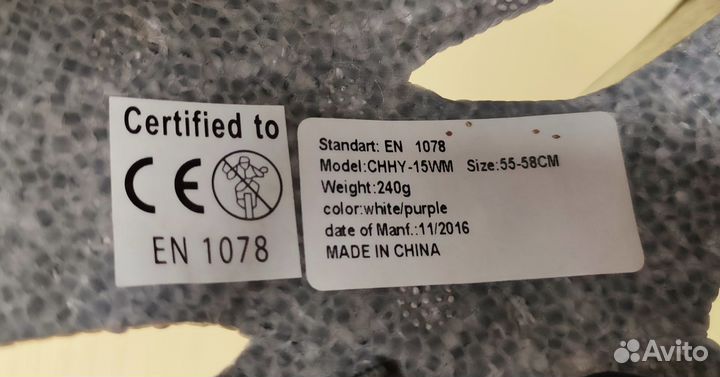 Certified to
CE
EN 1078
Standart: EN 1078
Model:CHHY-15WM Size:55-58CM
Weight:240g
color:white/purple
date of Manf.:11/2016
MADE IN CHINA
Avito